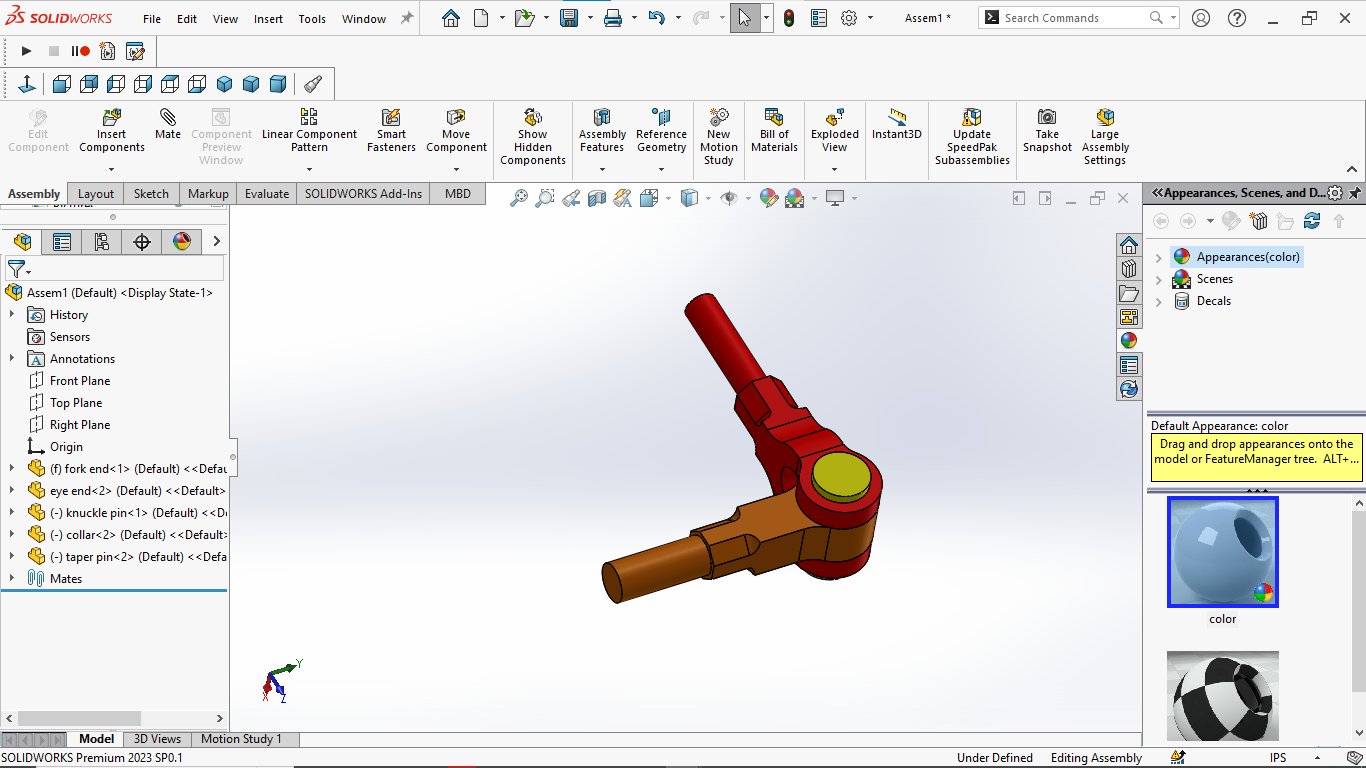 SOLIDWORKS File Edit View Insert Tools Window Assem1 * Search Commands
Edit Component
Insert Components
Mate
Component Preview Window
Linear Component Pattern
Smart Fasteners
Move Component
Show Hidden Components
Assembly Features
Reference Geometry
New Motion Study
Bill of Materials
Exploded View
Instant3D
Update SpeedPak Subassemblies
Take Snapshot
Large Assembly Settings
Assembly Layout Sketch Markup Evaluate SOLIDWORKS Add-Ins MBD
Assem1 (Default) <Display State-1>
History
Sensors
Annotations
Front Plane
Top Plane
Right Plane
Origin
(f) fork end<1> (Default) <<Defau
eye end<2> (Default) <<Default>
(-) knuckle pin<1> (Default) <<D
(-) collar<2> (Default) <<Default>
(-) taper pin<2> (Default) <<Defa
Mates
Y
X
Z
Appearances, Scenes, and D...
Appearances(color)
Scenes
Decals
Default Appearance: color
Drag and drop appearances onto the
model or FeatureManager tree. ALT+...
color
Model 3D Views Motion Study 1
SOLIDWORKS Premium 2023 SP0.1 Under Defined Editing Assembly IPS